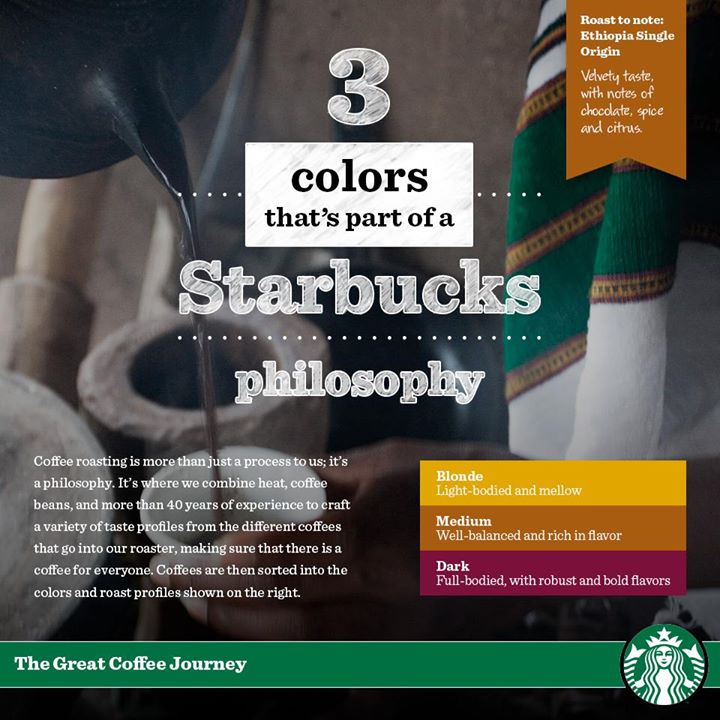 Roast to note:
Ethiopia Single
Origin
Velvety taste,
with notes of
chocolate, spice
and citrus.
3
colors
that's part of a
Starbucks
philosophy
Coffee roasting is more than just a process to us; it's
a philosophy. It's where we combine heat, coffee
beans, and more than 40 years of experience to craft
a variety of taste profiles from the different coffees
that go into our roaster, making sure that there is a
coffee for everyone. Coffees are then sorted into the
colors and roast profiles shown on the right.
Blonde
Light-bodied and mellow
Medium
Well-balanced and rich in flavor
Dark
Full-bodied, with robust and bold flavors
The Great Coffee Journey